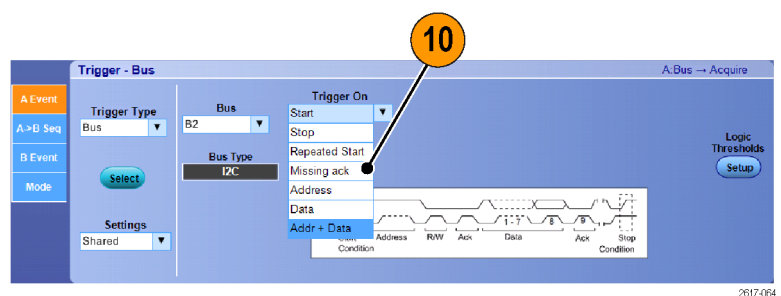 10
Trigger - Bus
A:Bus → Acquire
A Event
A->B Seq
B Event
Mode
Trigger Type
Bus
Select
Settings
Shared
Bus
B2
Bus Type
I2C
Trigger On
Start
Stop
Repeated Start
Missing ack
Address
Data
Addr + Data
Logic
Thresholds
Setup
1 - 7 8 9
Address R/W Ack Data Ack Stop
Condition Condition
2617-064